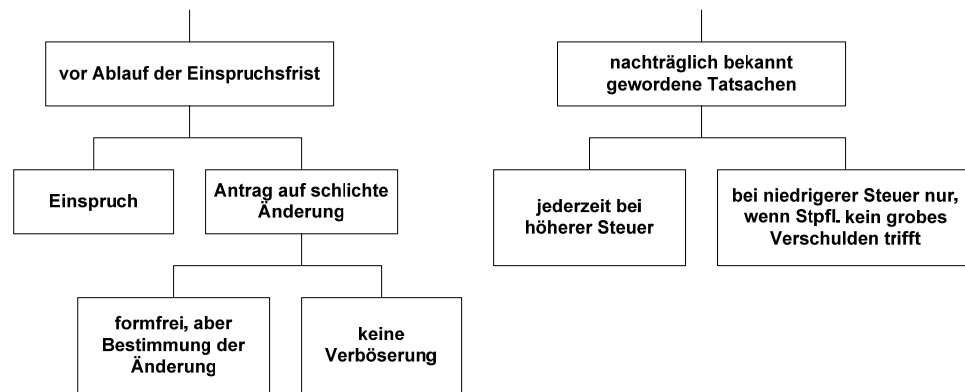 vor Ablauf der Einspruchsfrist
nachträglich bekannt
gewordene Tatsachen
Einspruch
Antrag auf schlichte
Änderung
jederzeit bei
höherer Steuer
bei niedrigerer Steuer nur,
wenn Stpfl. kein grobes
Verschulden trifft
formfrei, aber
Bestimmung der
Änderung
keine
Verböserung